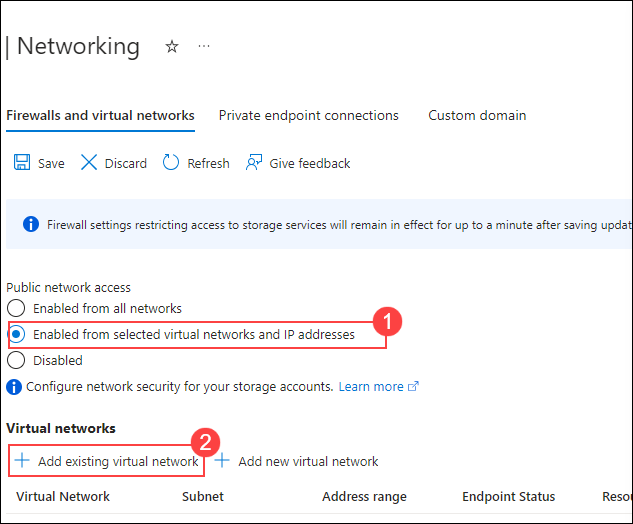 | Networking ☆ ...
Firewalls and virtual networks Private endpoint connections Custom domain
Save Discard Refresh Give feedback
Firewall settings restricting access to storage services will remain in effect for up to a minute after saving updat
Public network access
Enabled from all networks
Enabled from selected virtual networks and IP addresses 1
Disabled
Configure network security for your storage accounts. Learn more
Virtual networks
+ Add existing virtual network 2 + Add new virtual network
Virtual Network Subnet Address range Endpoint Status Resou